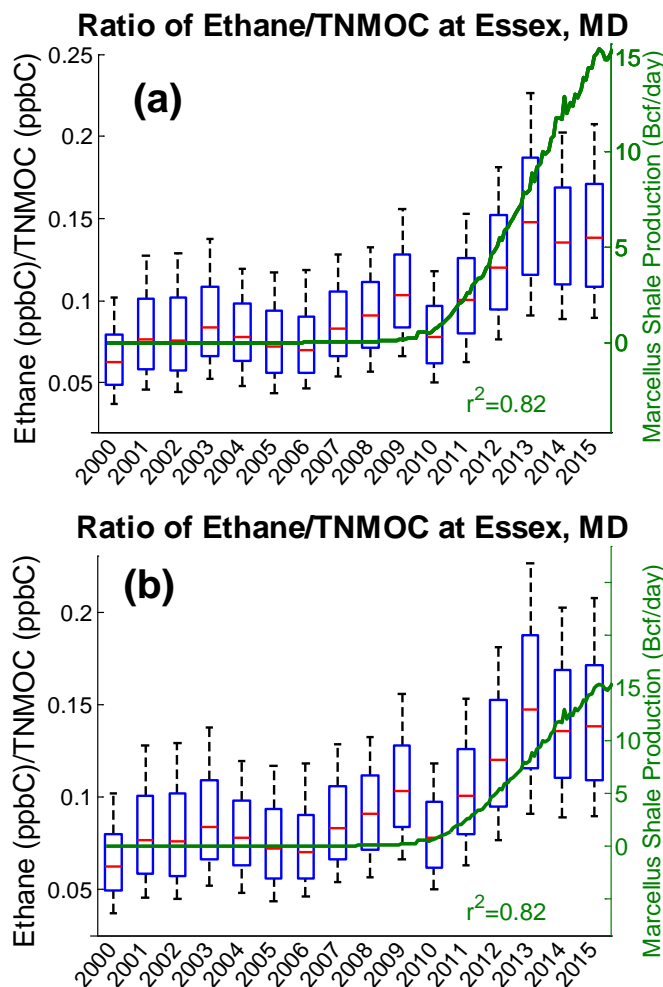 Ratio of Ethane/TNMOC at Essex, MD
(a)
Ethane (ppbC)/TNMOC (ppbC)
0.25
0.2
0.15
0.1
0.05
Marcellus Shale Production (Bcf/day)
15
10
5
0
r²=0.82
2000 2001 2002 2003 2004 2005 2006 2007 2008 2009 2010 2011 2012 2013 2014 2015
Ratio of Ethane/TNMOC at Essex, MD
(b)
Ethane (ppbC)/TNMOC (ppbC)
0.2
0.15
0.1
0.05
Marcellus Shale Production (Bcf/day)
15
10
5
0
r²=0.82
2000 2001 2002 2003 2004 2005 2006 2007 2008 2009 2010 2011 2012 2013 2014 2015